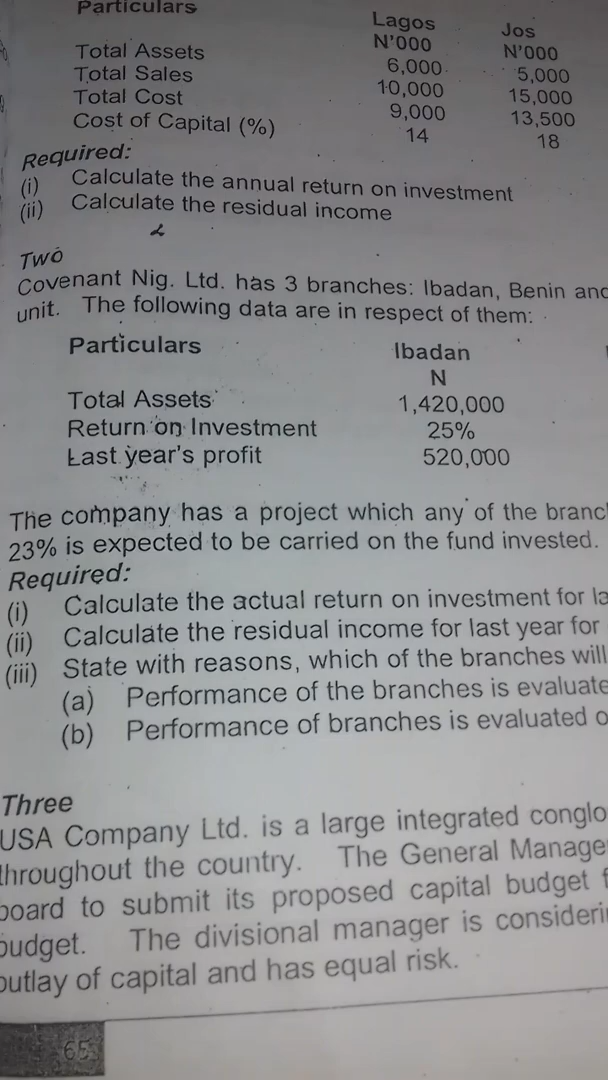 Particulars Lagos Jos
N'000 N'000
Total Assets 6,000 5,000
Total Sales 10,000 15,000
Total Cost 9,000 13,500
Cost of Capital (%) 14 18
Required:
(i) Calculate the annual return on investment
(ii) Calculate the residual income
Two
Covenant Nig. Ltd. has 3 branches: Ibadan, Benin and
unit. The following data are in respect of them:
Particulars Ibadan
N
Total Assets 1,420,000
Return on Investment 25%
Last year's profit 520,000
The company has a project which any of the branch
23% is expected to be carried on the fund invested.
Required:
(i) Calculate the actual return on investment for la
(ii) Calculate the residual income for last year for
(iii) State with reasons, which of the branches will
(a) Performance of the branches is evaluate
(b) Performance of branches is evaluated o
Three
USA Company Ltd. is a large integrated conglo
throughout the country. The General Manage
board to submit its proposed capital budget f
budget. The divisional manager is considerin
outlay of capital and has equal risk.
65